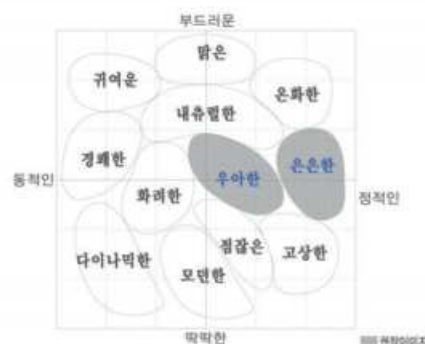 부드러운
맑은
귀여운
온화한
내츄럴한
경쾌한
은은한
우아한
동적인
화려한
정적인
점잖은
고상한
다이나믹한
모던한
딱딱한